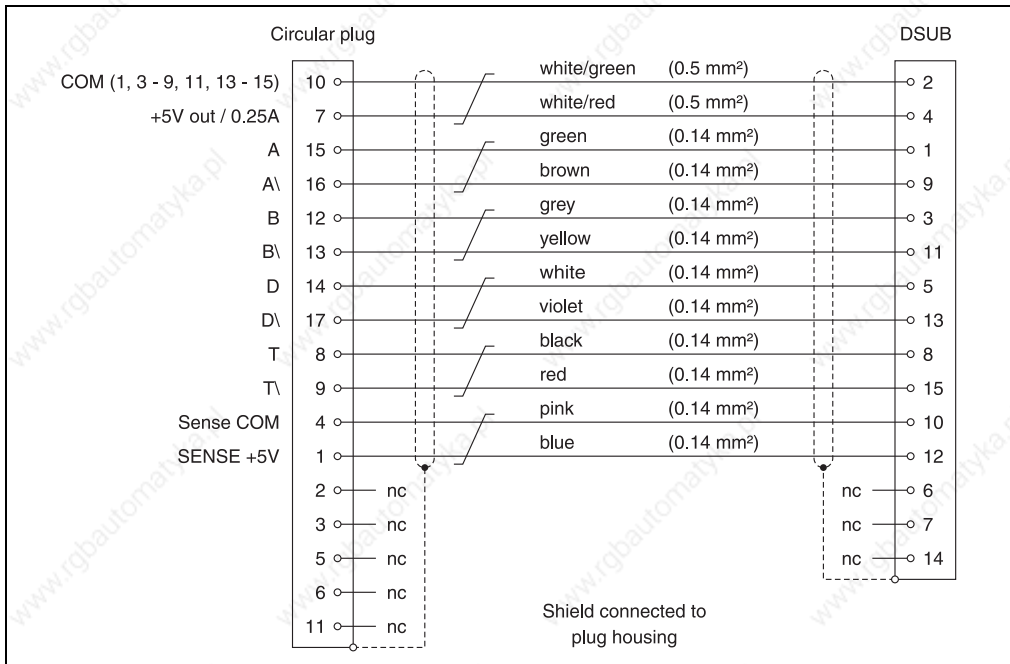 Circular plug DSUB
COM (1, 3 - 9, 11, 13 - 15) 10 white/green (0.5 mm²) 2
+5V out / 0.25A 7 white/red (0.5 mm²) 4
A 15 green (0.14 mm²) 1
A\ 16 brown (0.14 mm²) 9
B 12 grey (0.14 mm²) 3
B\ 13 yellow (0.14 mm²) 11
D 14 white (0.14 mm²) 5
D\ 17 violet (0.14 mm²) 13
T 8 black (0.14 mm²) 8
T\ 9 red (0.14 mm²) 15
Sense COM 4 pink (0.14 mm²) 10
SENSE +5V 1 blue (0.14 mm²) 12
2 nc nc 6
3 nc nc 7
5 nc nc 14
6 nc
11 nc
Shield connected to
plug housing
www.rgbautomatyka.pl